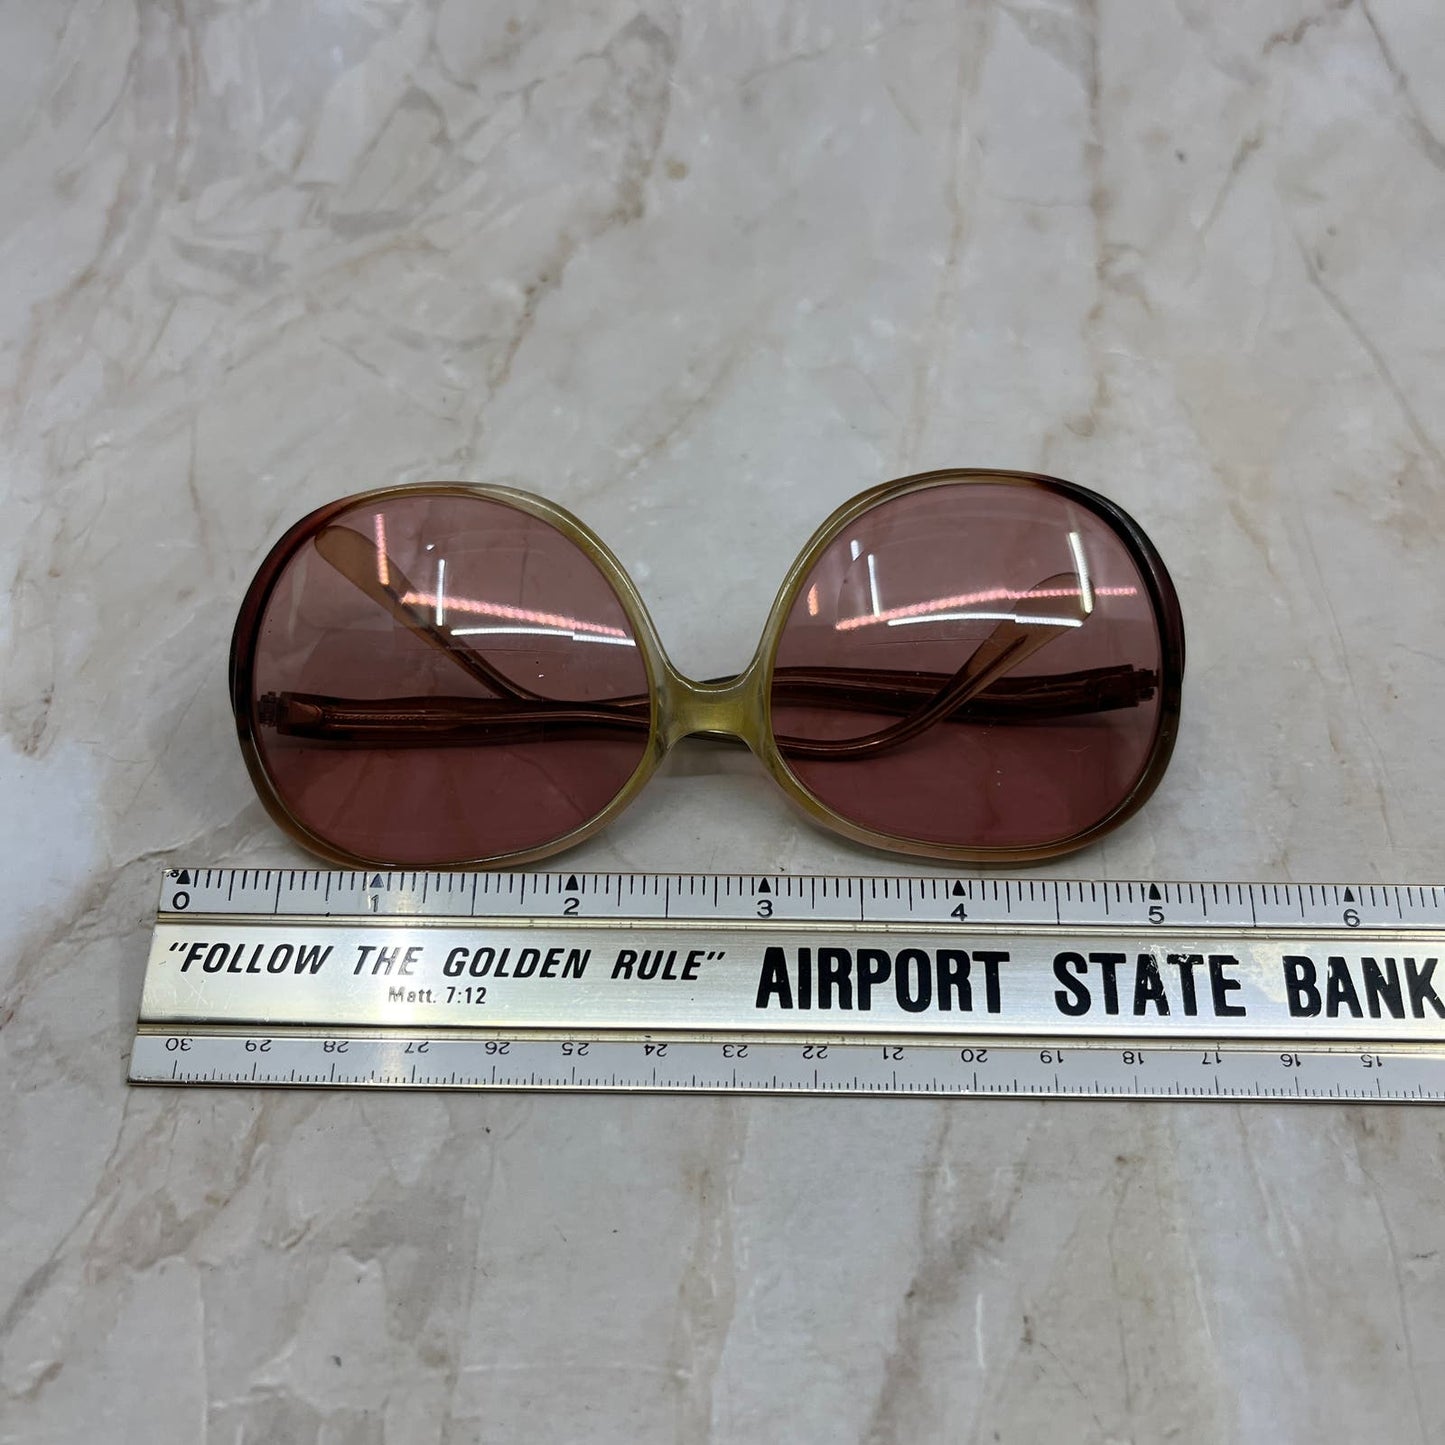 0 1 2 3 4 5 6
"FOLLOW THE GOLDEN RULE" AIRPORT STATE BANK
Matt. 7:12
30 29 28 27 26 25 24 23 22 21 20 19 18 17 16 15